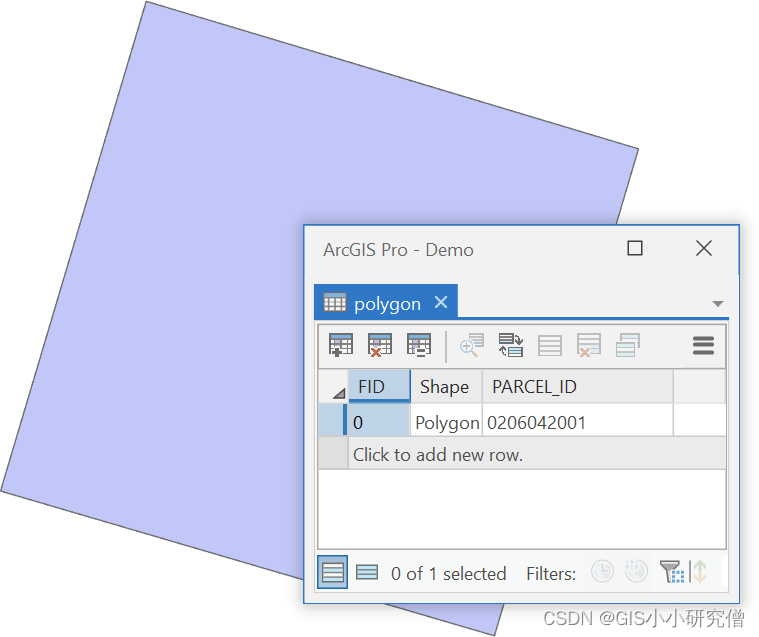 ArcGIS Pro - Demo
polygon
FID Shape PARCEL_ID
0 Polygon 0206042001
Click to add new row.
0 of 1 selected Filters:
CSDN @GIS小小研究僧